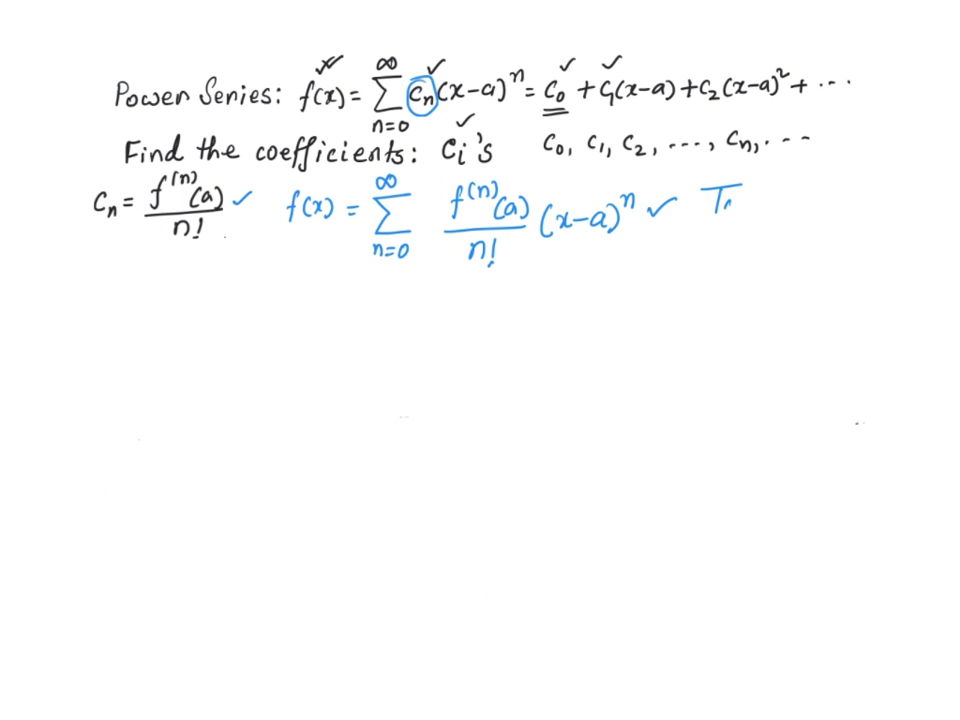 Power Series: f(x) = ∑_{n=0}^{∞} c_n (x-a)^n = c_0 + c_1(x-a) + c_2(x-a)^2 + ...
Find the coefficients: c_i's c_0, c_1, c_2, ..., c_n, ...
c_n = f^{(n)}(a) / n! ✓ f(x) = ∑_{n=0}^{∞} f^{(n)}(a) / n! (x-a)^n ✓